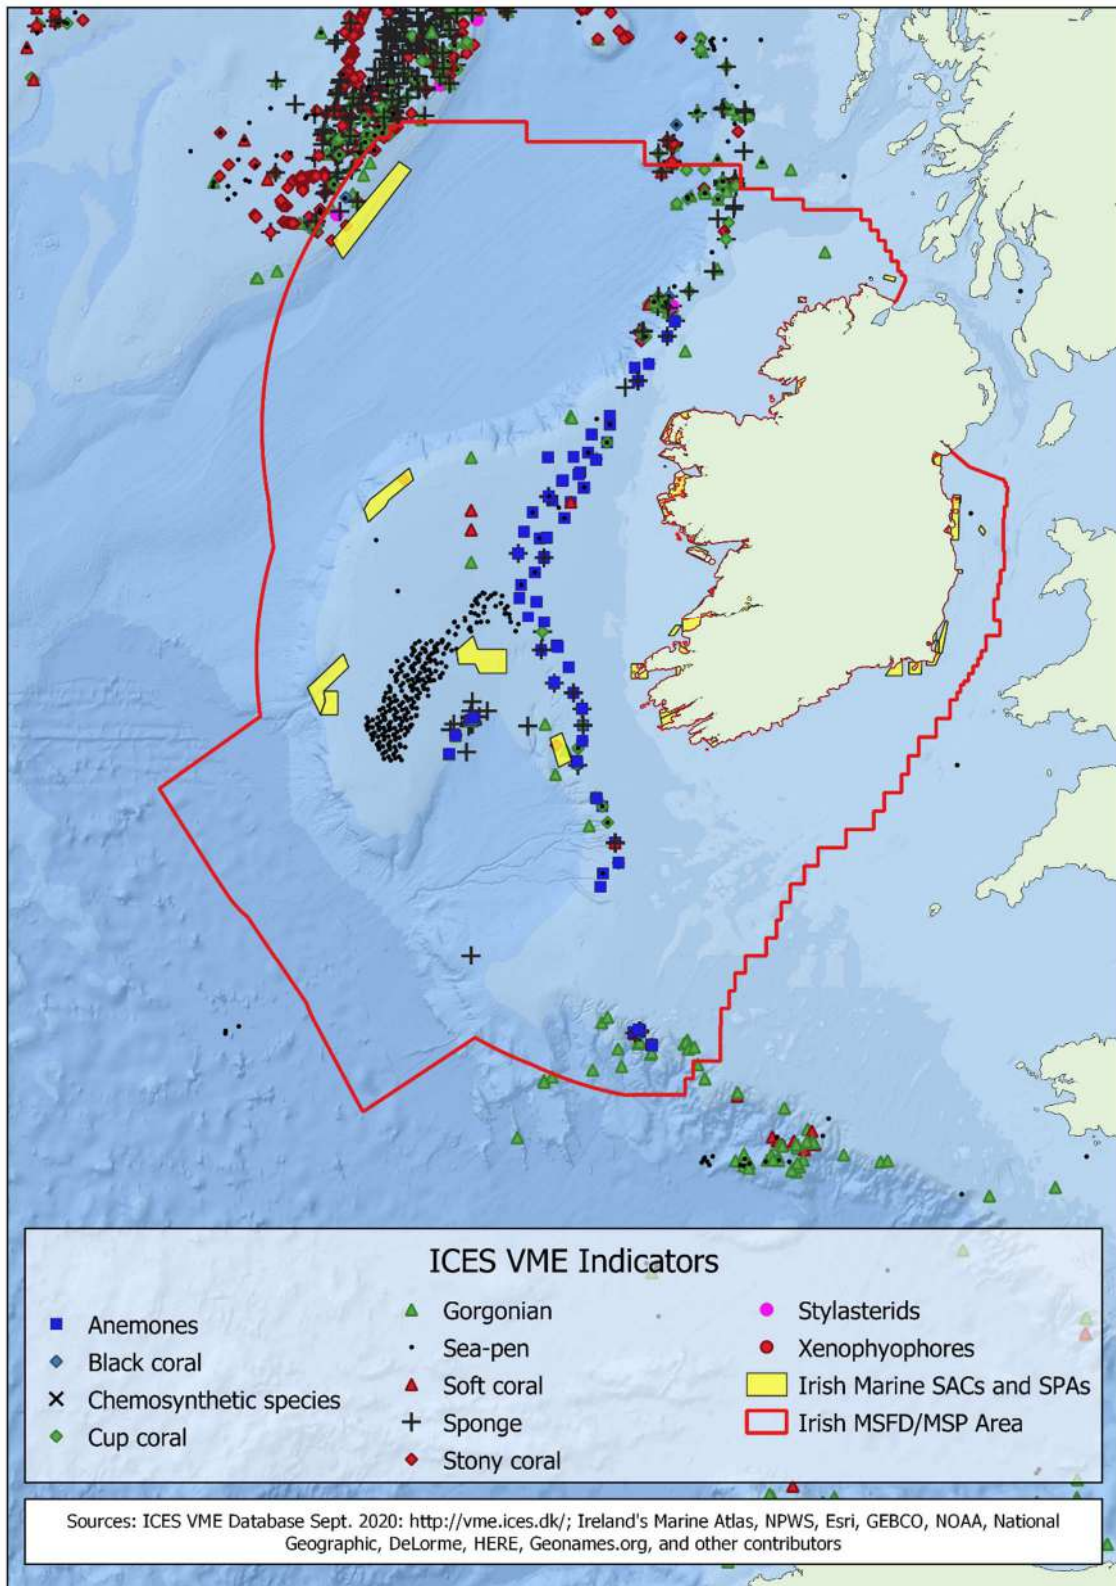 ICES VME Indicators
Anemones
Black coral
Chemosynthetic species
Cup coral
Gorgonian
Sea-pen
Soft coral
Sponge
Stony coral
Stylasterids
Xenophyophores
Irish Marine SACs and SPAs
Irish MSFD/MSP Area
Sources: ICES VME Database Sept. 2020: http://vme.ices.dk/; Ireland's Marine Atlas, NPWS, Esri, GEBCO, NOAA, National
Geographic, DeLorme, HERE, Geonames.org, and other contributors